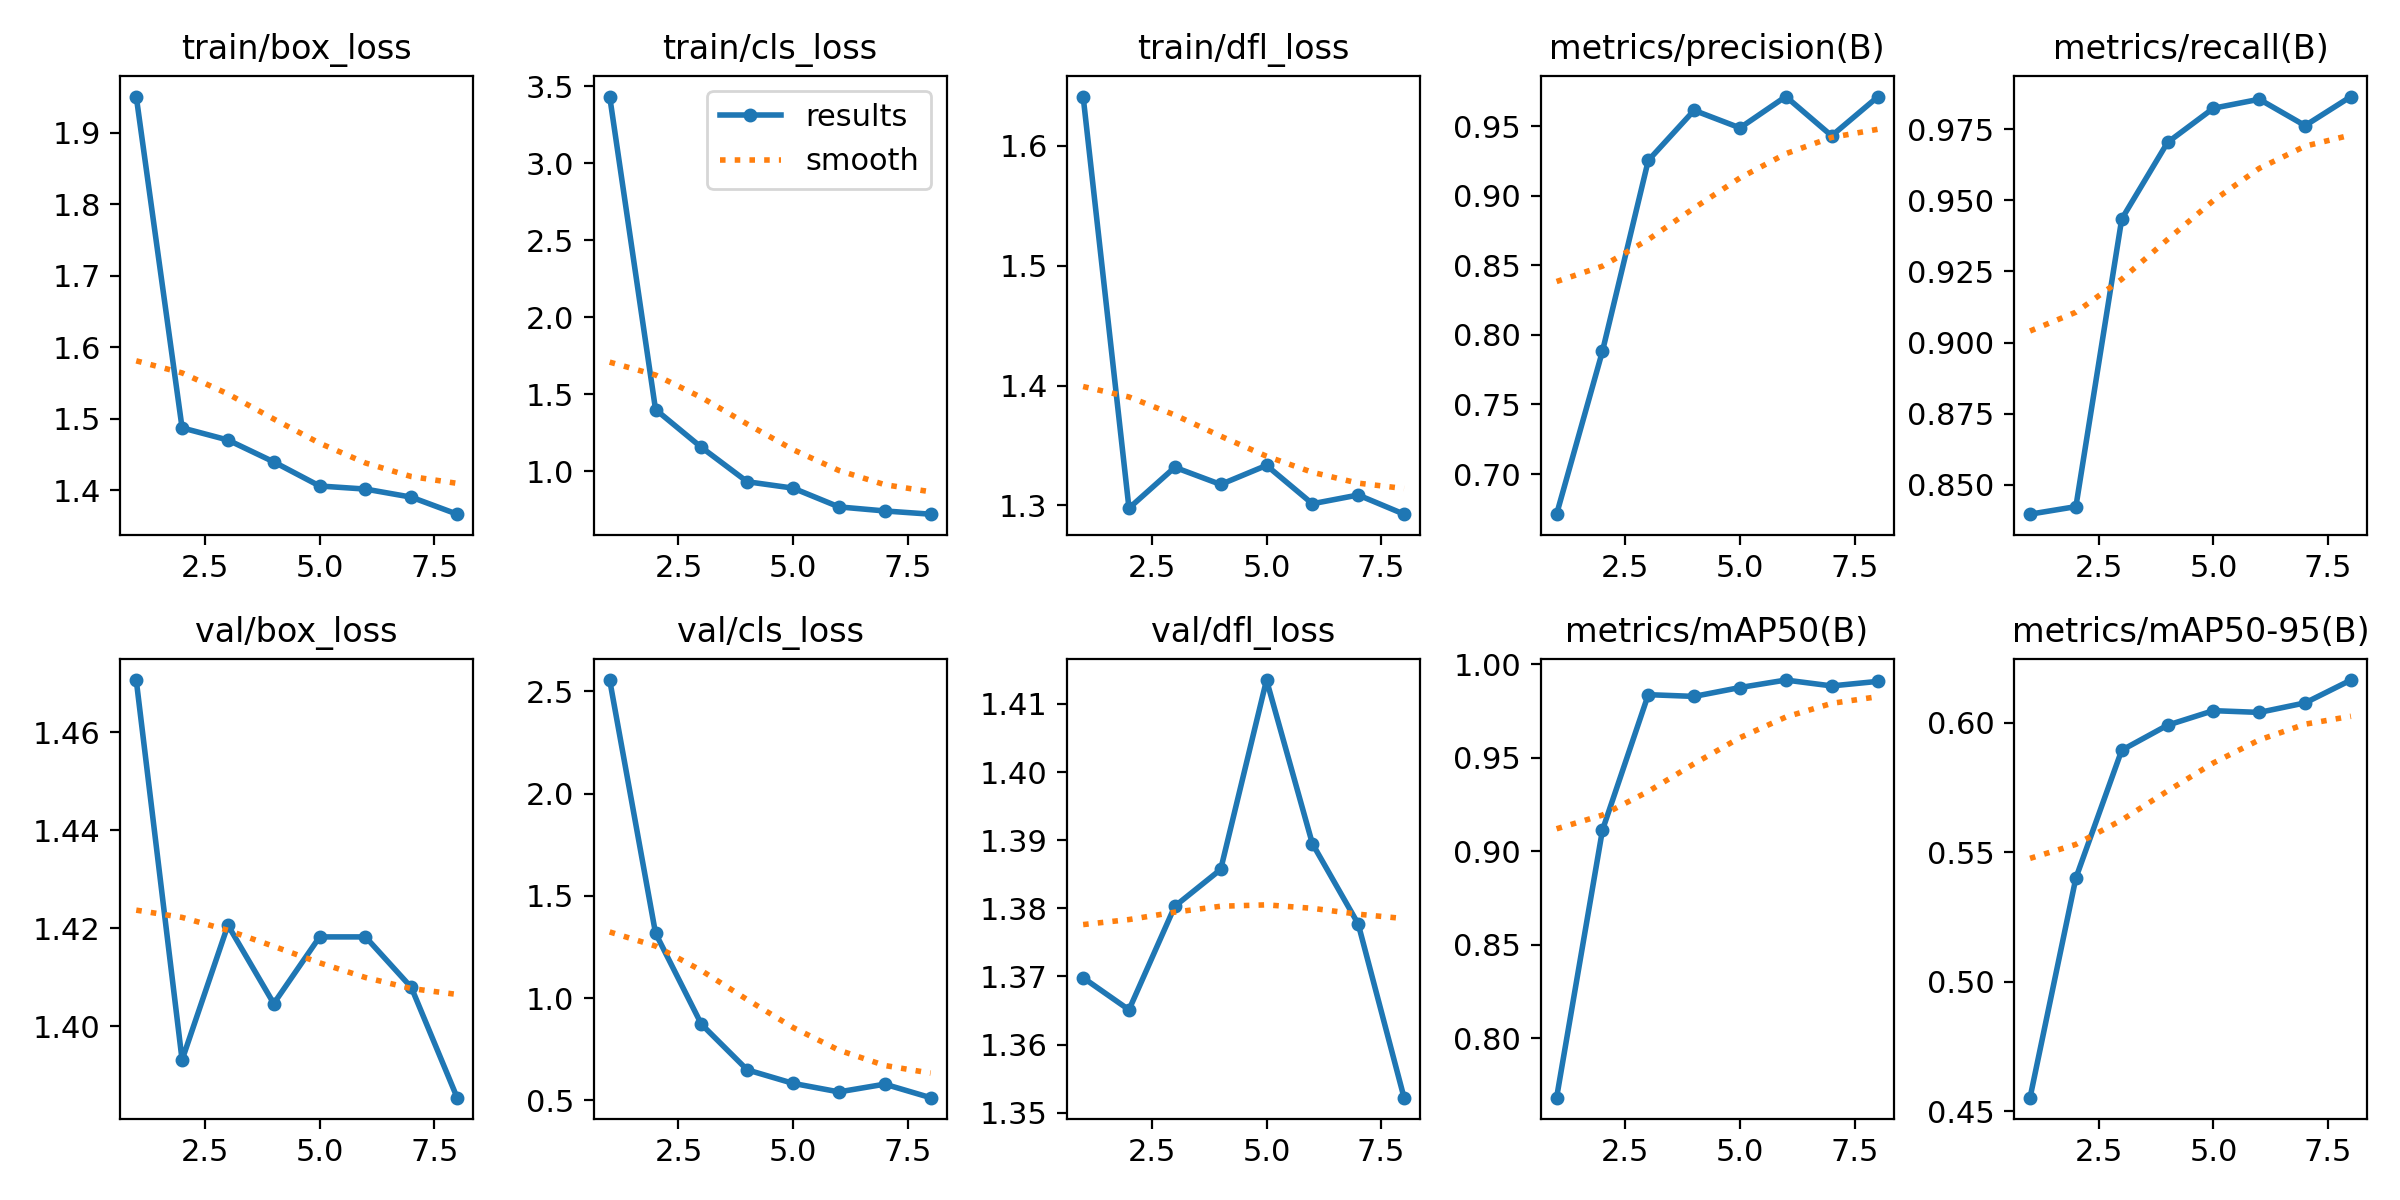 train/box_loss
1.9
1.8
1.7
1.6
1.5
1.4
2.5 5.0 7.5
train/cls_loss
results
smooth
3.5
3.0
2.5
2.0
1.5
1.0
2.5 5.0 7.5
train/dfl_loss
1.6
1.5
1.4
1.3
2.5 5.0 7.5
metrics/precision(B)
0.95
0.90
0.85
0.80
0.75
0.70
2.5 5.0 7.5
metrics/recall(B)
0.975
0.950
0.925
0.900
0.875
0.850
2.5 5.0 7.5
val/box_loss
1.46
1.44
1.42
1.40
2.5 5.0 7.5
val/cls_loss
2.5
2.0
1.5
1.0
0.5
2.5 5.0 7.5
val/dfl_loss
1.41
1.40
1.39
1.38
1.37
1.36
1.35
2.5 5.0 7.5
metrics/mAP50(B)
1.00
0.95
0.90
0.85
0.80
2.5 5.0 7.5
metrics/mAP50-95(B)
0.60
0.55
0.50
0.45
2.5 5.0 7.5